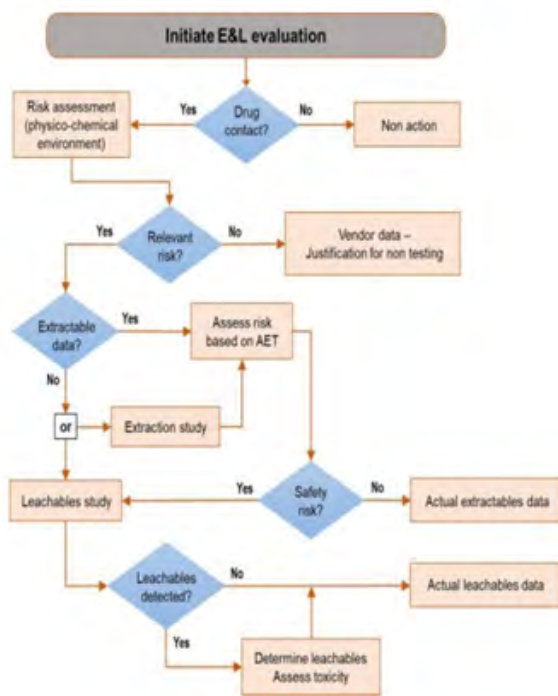 Initiate E&L evaluation
Risk assessment
(physico-chemical
environment)
Yes
Drug
contact?
No
Non action
Yes
Relevant
risk?
No
Vendor data –
Justification for non testing
Extractable
data?
Yes
Assess risk
based on AET
No
or
Extraction study
Leachables study
Yes
Safety
risk?
No
Actual extractables data
Leachables
detected?
No
Actual leachables data
Yes
Determine leachables
Assess toxicity